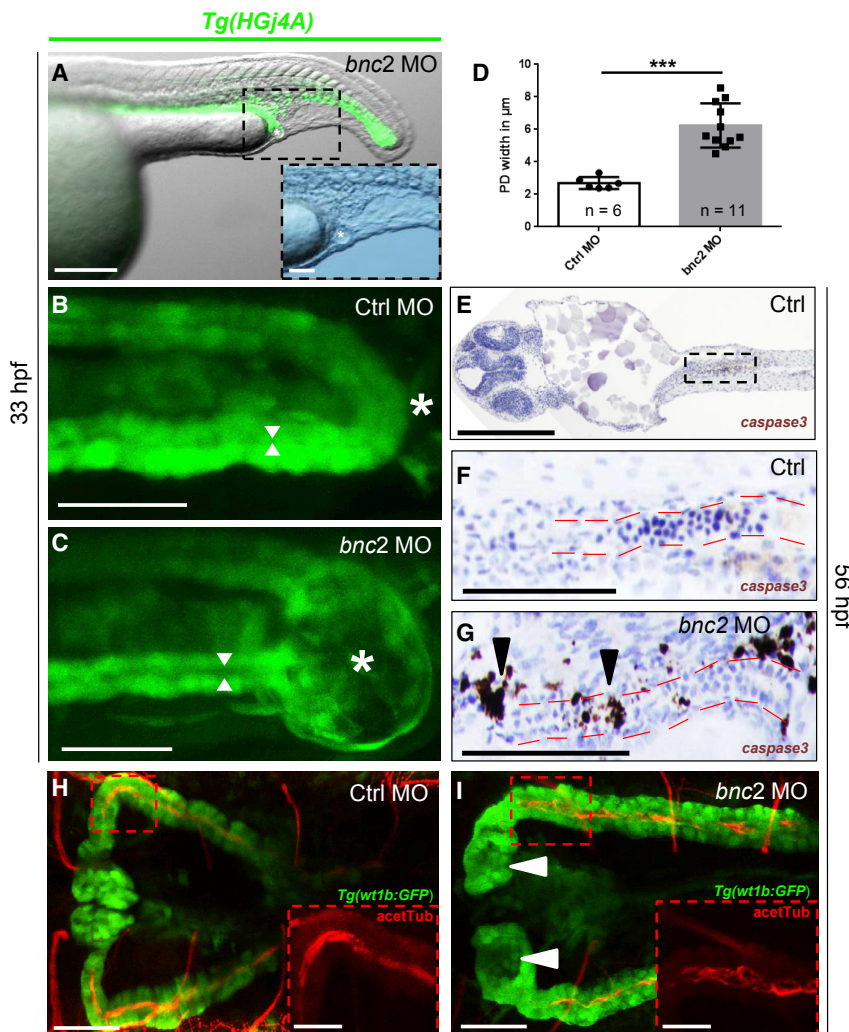 Tg(HGj4A)
A
bnc2 MO
*
*
D
PD width in µm
10
8
6
4
2
0
***
n = 6
n = 11
Ctrl MO
bnc2 MO
33 hpf
B
Ctrl MO
*
C
bnc2 MO
*
E
Ctrl
caspase3
F
Ctrl
caspase3
G
bnc2 MO
caspase3
56 hpf
H
Ctrl MO
Tg(wt1b:GFP)
acetTub
I
bnc2 MO
Tg(wt1b:GFP)
acetTub